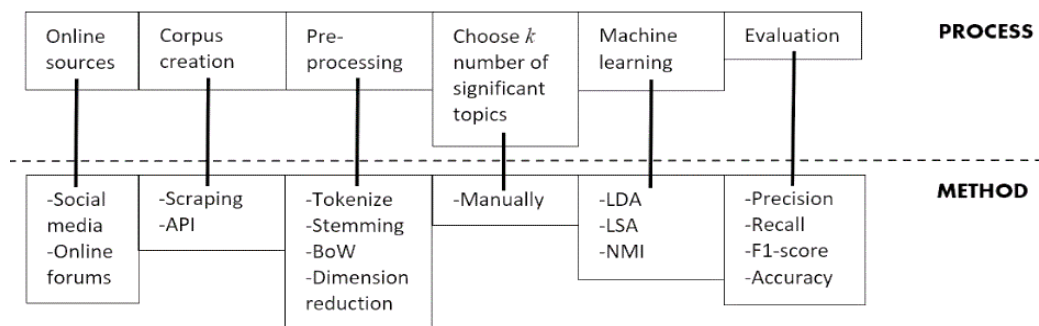 Online
sources
Corpus
creation
Pre-
processing
Choose k
number of
significant
topics
Machine
learning
Evaluation
PROCESS
-Social
media
-Online
forums
-Scraping
-API
-Tokenize
-Stemming
-BoW
-Dimension
reduction
-Manually
-LDA
-LSA
-NMI
-Precision
-Recall
-F1-score
-Accuracy
METHOD